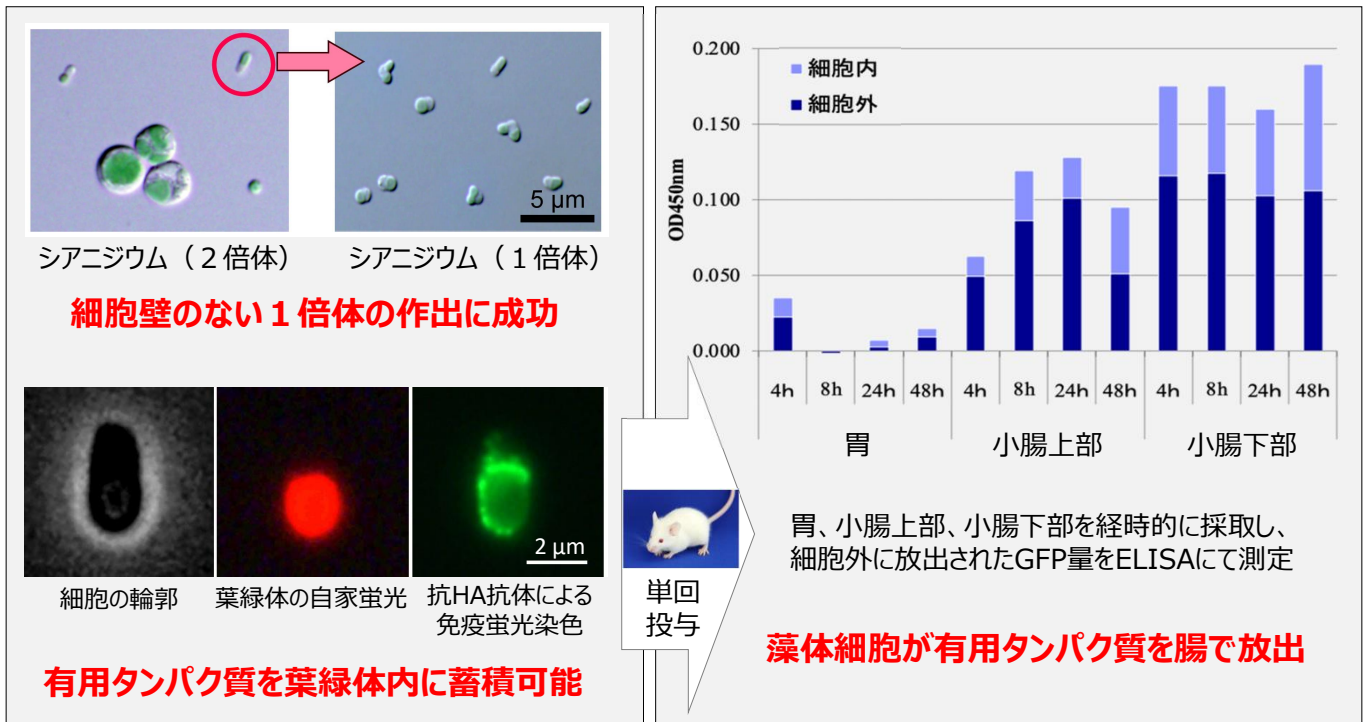 5 µm
シアニジウム（２倍体）
シアニジウム（１倍体）
細胞壁のない１倍体の作出に成功
細胞の輪郭
葉緑体の自家蛍光
2 µm
抗HA抗体による
免疫蛍光染色
有用タンパク質を葉緑体内に蓄積可能
単回
投与
OD450nm
0.200
0.150
0.100
0.050
0.000
細胞内
細胞外
4h 8h 24h 48h 4h 8h 24h 48h 4h 8h 24h 48h
胃 小腸上部 小腸下部
胃、小腸上部、小腸下部を経時的に採取し、
細胞外に放出されたGFP量をELISAにて測定
藻体細胞が有用タンパク質を腸で放出